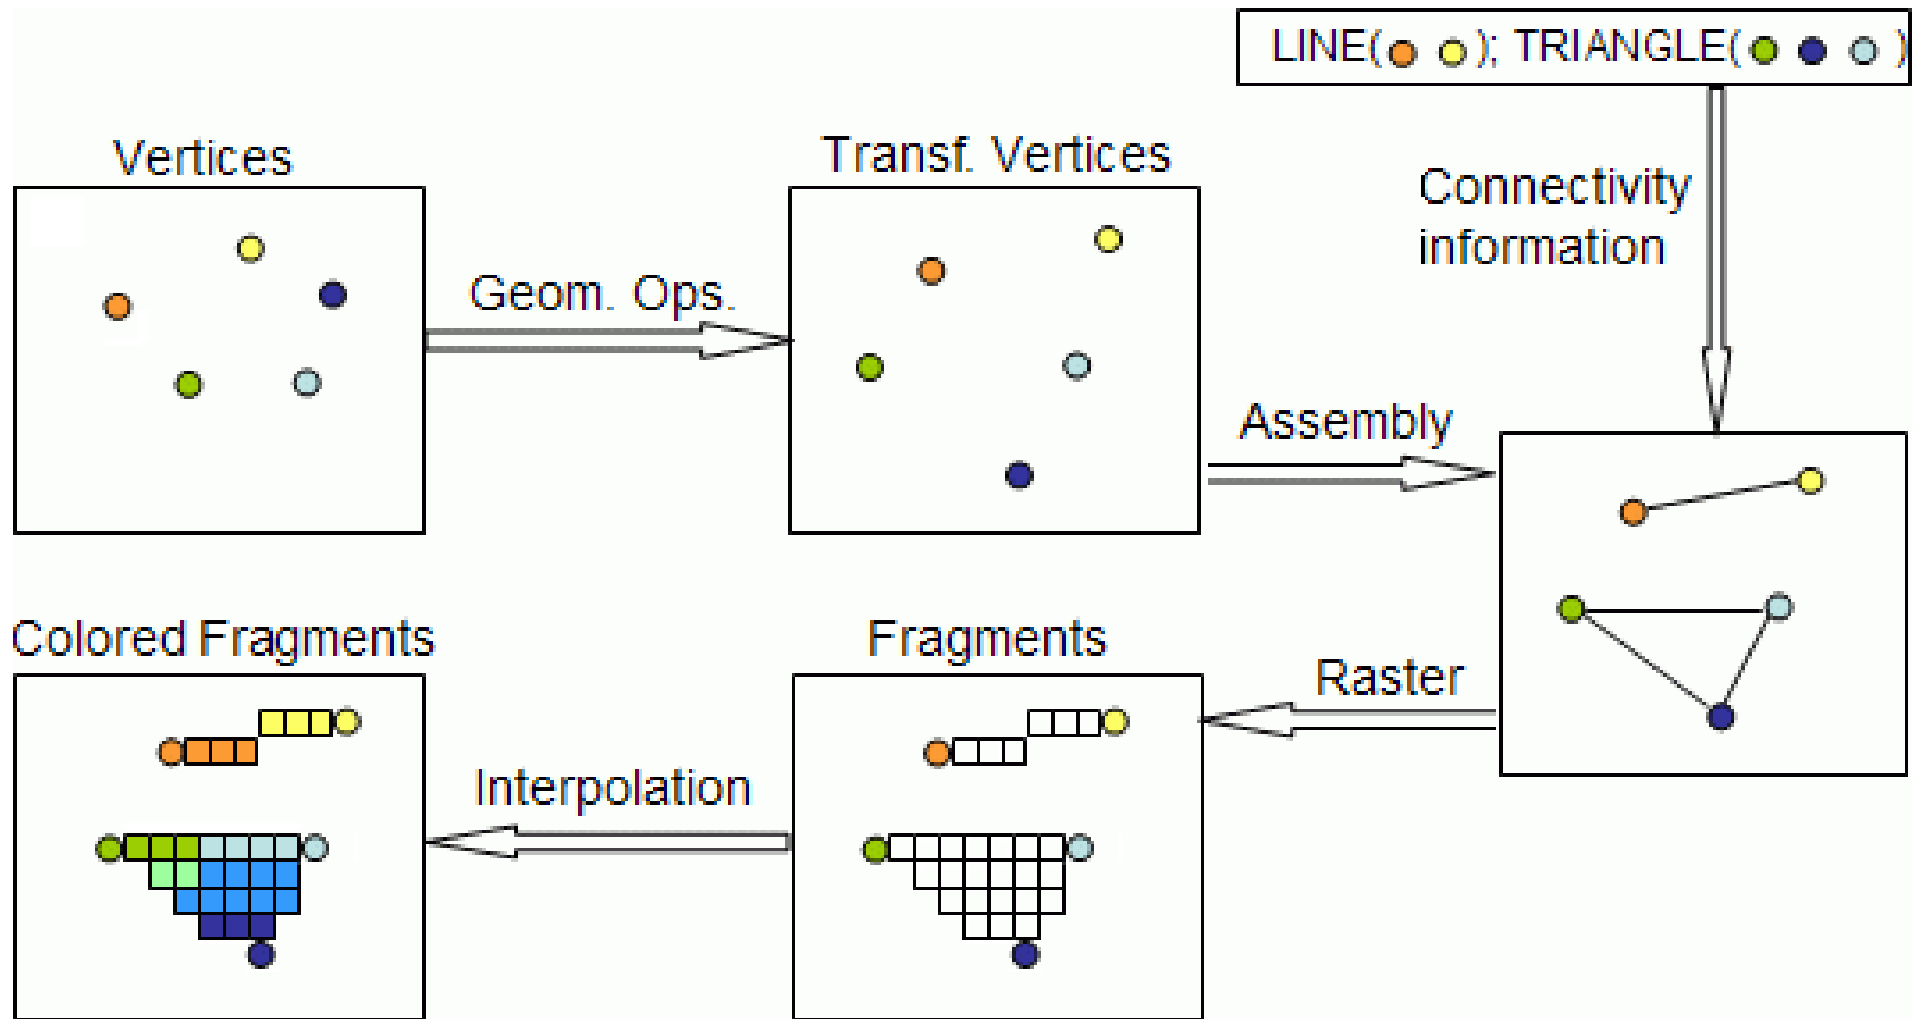 LINE( ); TRIANGLE( )
Vertices
Transf. Vertices
Connectivity
information
Geom. Ops.
Assembly
Colored Fragments
Fragments
Raster
Interpolation